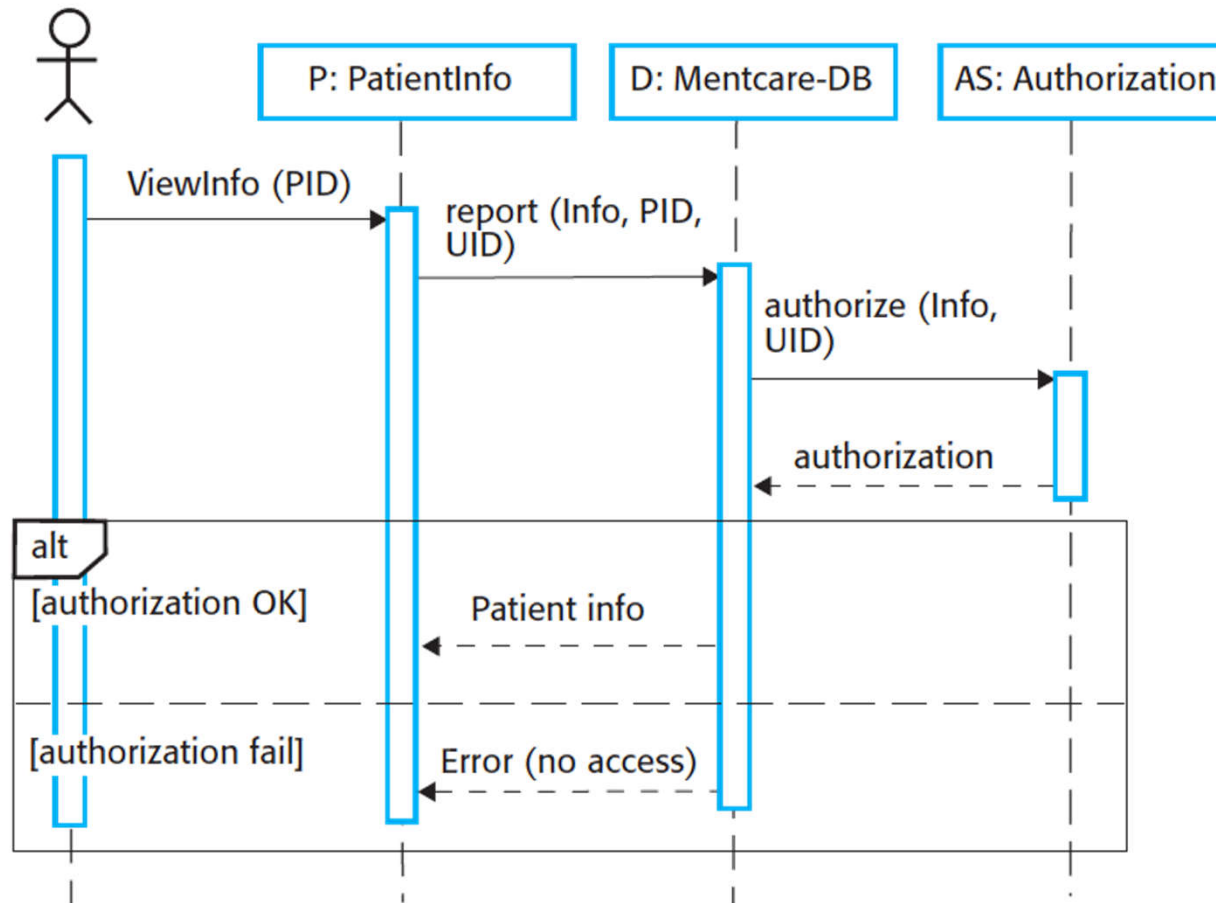 P: PatientInfo
D: Mentcare-DB
AS: Authorization
ViewInfo (PID)
report (Info, PID,
UID)
authorize (Info,
UID)
authorization
alt
[authorization OK]
Patient info
[authorization fail]
Error (no access)